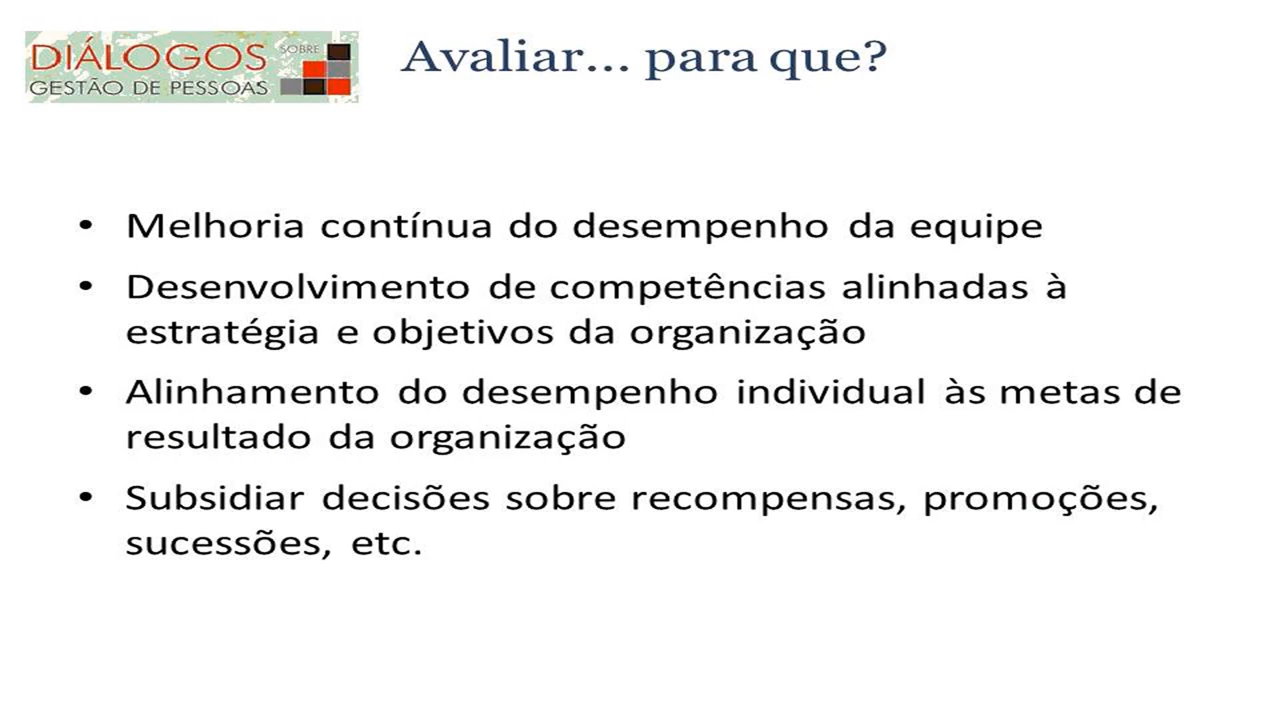 DIÁLOGOS SOBRE
GESTÃO DE PESSOAS
Avaliar... para que?
• Melhoria contínua do desempenho da equipe
• Desenvolvimento de competências alinhadas à
estratégia e objetivos da organização
• Alinhamento do desempenho individual às metas de
resultado da organização
• Subsidiar decisões sobre recompensas, promoções,
sucessões, etc.